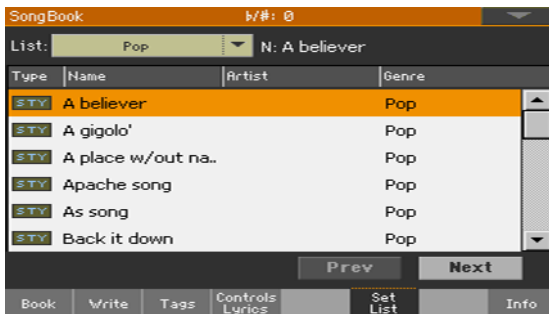 SongBook ♭/#: 0
List: Pop N: A believer
Type Name Artist Genre
STY A believer Pop
STY A gigolo' Pop
STY A place w/out na.. Pop
STY Apache song Pop
STY As song Pop
STY Back it down Pop
Prev Next
Book Write Tags Controls Lyrics Set List Info